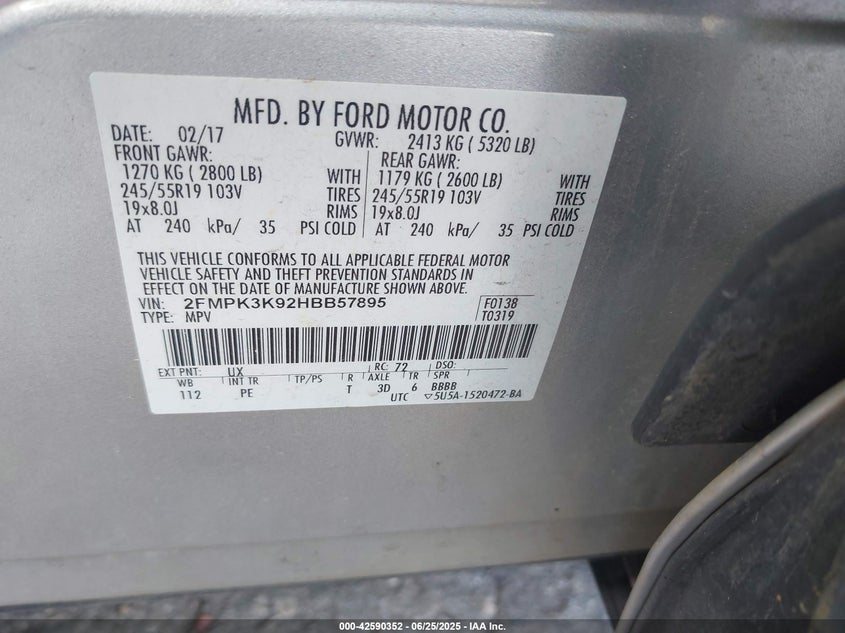 MFD. BY FORD MOTOR CO.
DATE: 02/17 GVWR: 2413 KG ( 5320 LB)
FRONT GAWR: REAR GAWR:
1270 KG ( 2800 LB) WITH 1179 KG ( 2600 LB) WITH
245/55R19 103V TIRES 245/55R19 103V TIRES
19x8.0J RIMS 19x8.0J RIMS
AT 240 kPa/ 35 PSI COLD AT 240 kPa/ 35 PSI COLD
THIS VEHICLE CONFORMS TO ALL APPLICABLE FEDERAL MOTOR
VEHICLE SAFETY AND THEFT PREVENTION STANDARDS IN
EFFECT ON THE DATE OF MANUFACTURE SHOWN ABOVE.
VIN: 2FMPK3K92HBB57895 F0138
TYPE: MPV T0319
EXT PNT: UX RC: 72 DSO:
WB INT TR TP/PS R AXLE TR SPR
112 PE T 3D 6 BBBB
UTC ▽5U5A-1520472-BA
000-42590352 | 06/25/2025 - IAA Inc.